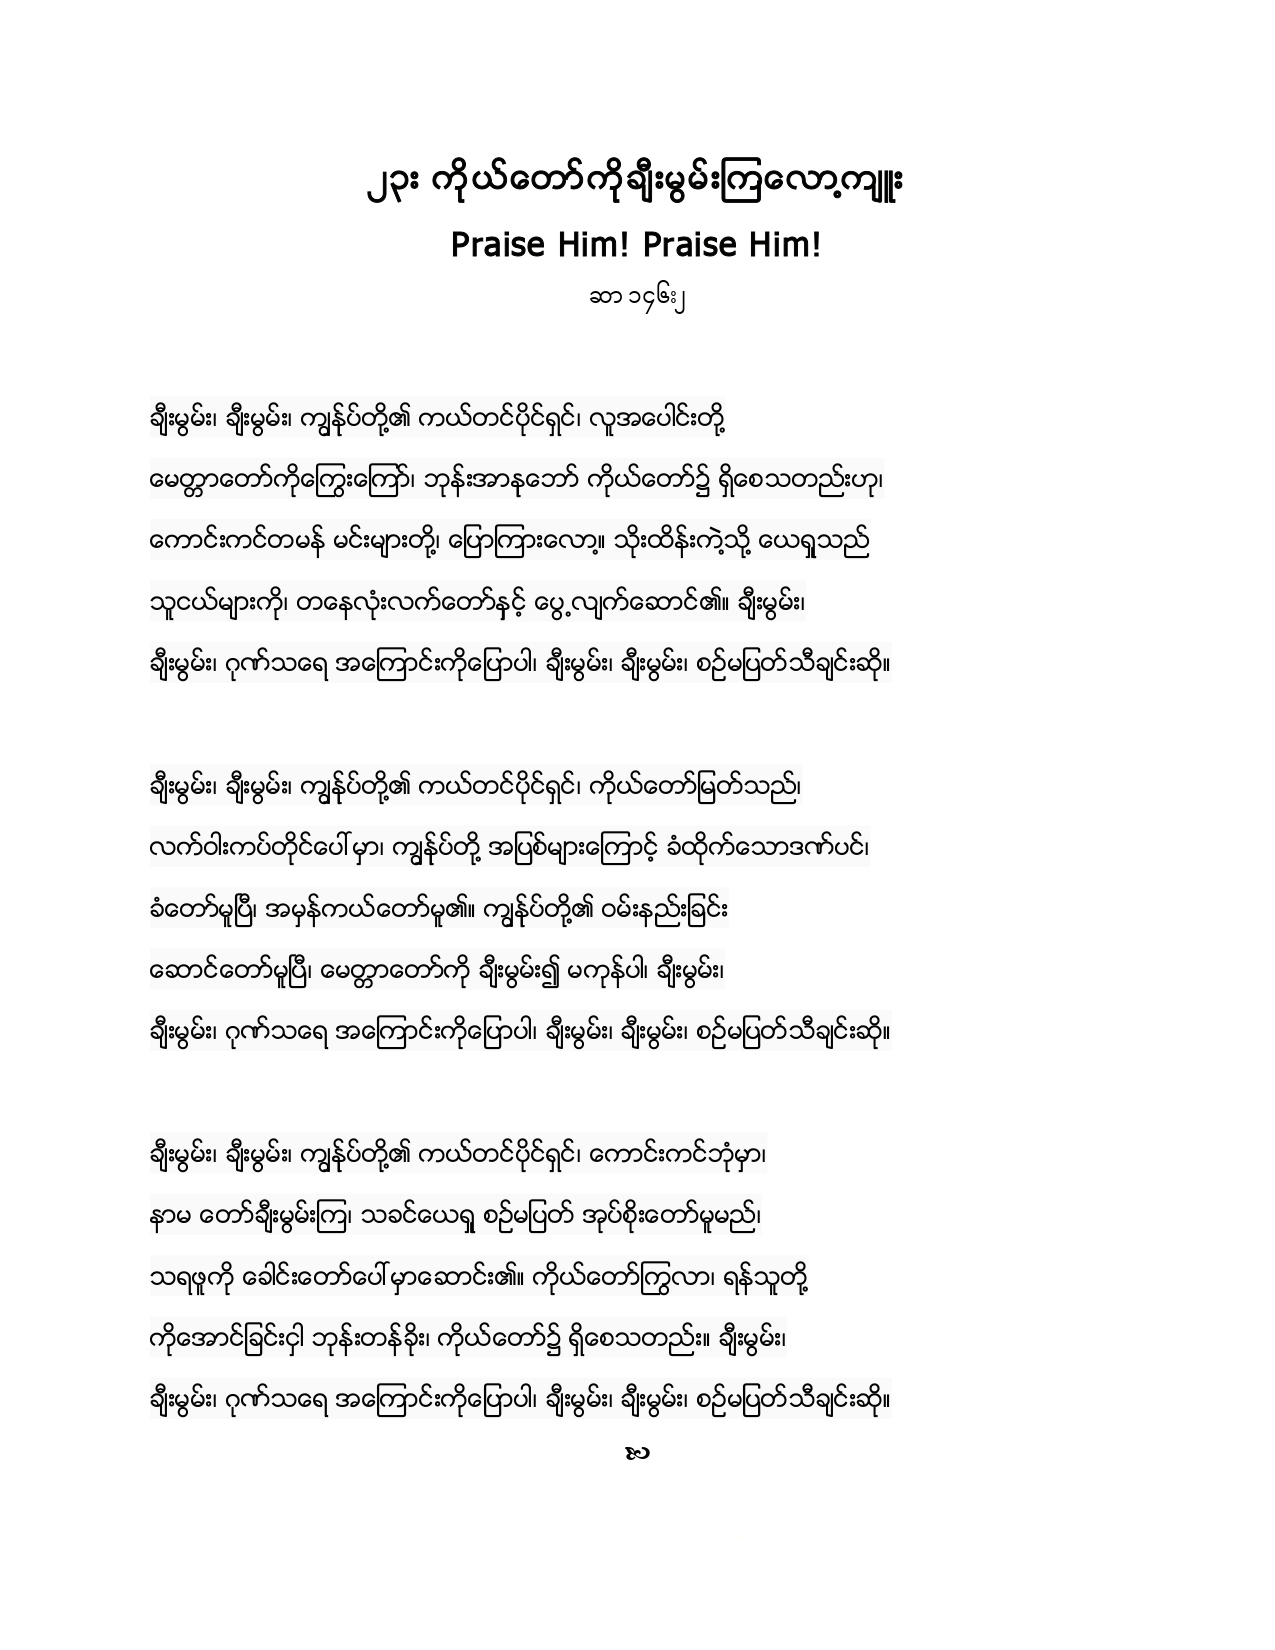 ၂၃း ကိုယ်တော်ကိုချီးမွမ်းကြလော့ကျူး
Praise Him! Praise Him!
ဆာ ၁၄၆း၂
ချီးမွမ်း၊ ချီးမွမ်း၊ ကျွန်ုပ်တို့၏ ကယ်တင်ပိုင်ရှင်၊ လူအပေါင်းတို့
မေတ္တာတော်ကိုကြွေးကြော်၊ ဘုန်းအာနုဘော် ကိုယ်တော်၌ ရှိစေသတည်းဟု၊
ကောင်းကင်တမန် မင်းများတို့၊ ပြောကြားလော့။ သိုးထိန်းကဲ့သို့ ယေရှုသည်
သူငယ်များကို၊ တနေလုံးလက်တော်နှင့် ပွေ့လျက်ဆောင်၏။ ချီးမွမ်း၊
ချီးမွမ်း၊ ဂုဏ်သရေ အကြောင်းကိုပြောပါ၊ ချီးမွမ်း၊ ချီးမွမ်း၊ စဉ်မပြတ်သီချင်းဆို။
ချီးမွမ်း၊ ချီးမွမ်း၊ ကျွန်ုပ်တို့၏ ကယ်တင်ပိုင်ရှင်၊ ကိုယ်တော်မြတ်သည်၊
လက်ဝါးကပ်တိုင်ပေါ်မှာ၊ ကျွန်ုပ်တို့ အပြစ်များကြောင့် ခံထိုက်သောဒဏ်ပင်၊
ခံတော်မူပြီ၊ အမှန်ကယ်တော်မူ၏။ ကျွန်ုပ်တို့၏ ဝမ်းနည်းခြင်း
ဆောင်တော်မူပြီ၊ မေတ္တာတော်ကို ချီးမွမ်း၍ မကုန်ပါ၊ ချီးမွမ်း၊
ချီးမွမ်း၊ ဂုဏ်သရေ အကြောင်းကိုပြောပါ၊ ချီးမွမ်း၊ ချီးမွမ်း၊ စဉ်မပြတ်သီချင်းဆို။
ချီးမွမ်း၊ ချီးမွမ်း၊ ကျွန်ုပ်တို့၏ ကယ်တင်ပိုင်ရှင်၊ ကောင်းကင်ဘုံမှာ၊
နာမ တော်ချီးမွမ်းကြ၊ သခင်ယေရှု စဉ်မပြတ် အုပ်စိုးတော်မူမည်၊
သရဖူကို ခေါင်းတော်ပေါ်မှာဆောင်း၏။ ကိုယ်တော်ကြွလာ၊ ရန်သူတို့
ကိုအောင်ခြင်းငှါ ဘုန်းတန်ခိုး၊ ကိုယ်တော်၌ ရှိစေသတည်း။ ချီးမွမ်း၊
ချီးမွမ်း၊ ဂုဏ်သရေ အကြောင်းကိုပြောပါ၊ ချီးမွမ်း၊ ချီးမွမ်း၊ စဉ်မပြတ်သီချင်းဆို။